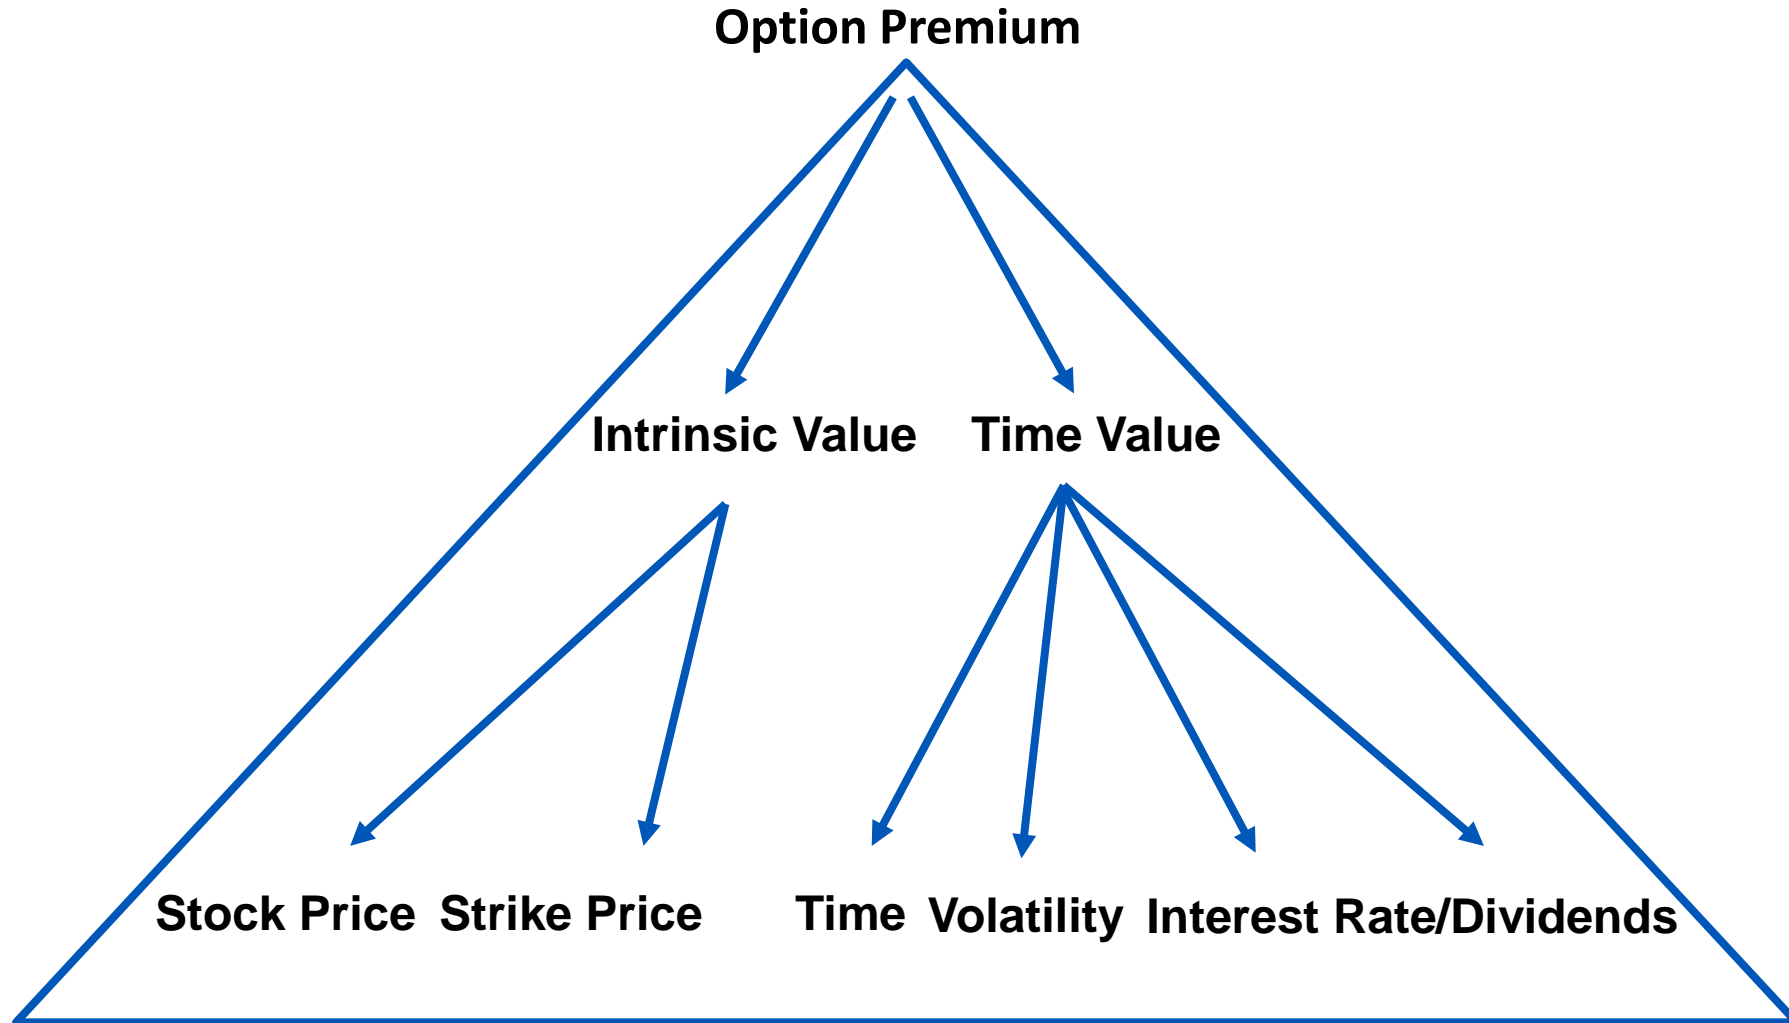 Option Premium
Intrinsic Value Time Value
Stock Price Strike Price Time Volatility Interest Rate/Dividends